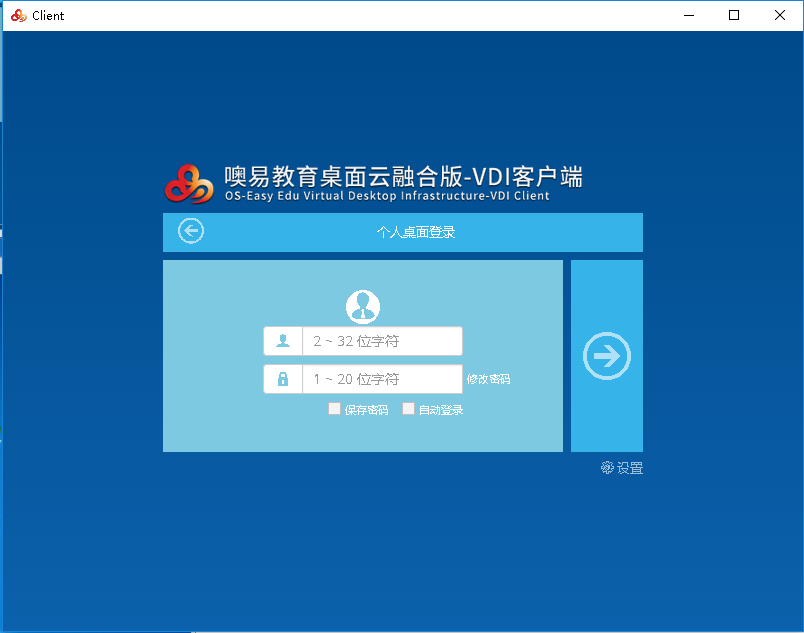 Client
噢易教育桌面云融合版-VDI客户端
OS-Easy Edu Virtual Desktop Infrastructure-VDI Client
个人桌面登录
2 ~ 32 位字符
1 ~ 20 位字符 修改密码
保存密码 自动登录
设置